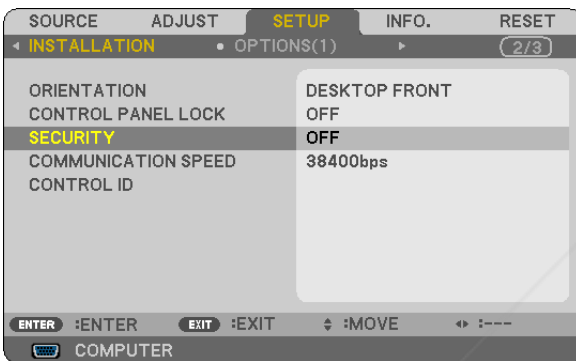 SOURCE ADJUST SETUP INFO. RESET
INSTALLATION • OPTIONS(1) 2/3
ORIENTATION DESKTOP FRONT
CONTROL PANEL LOCK OFF
SECURITY OFF
COMMUNICATION SPEED 38400bps
CONTROL ID
ENTER :ENTER EXIT :EXIT :MOVE :---
COMPUTER